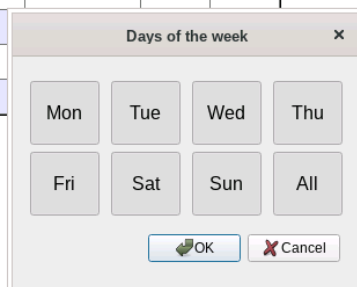 Days of the week
Mon Tue Wed Thu
Fri Sat Sun All
OK Cancel